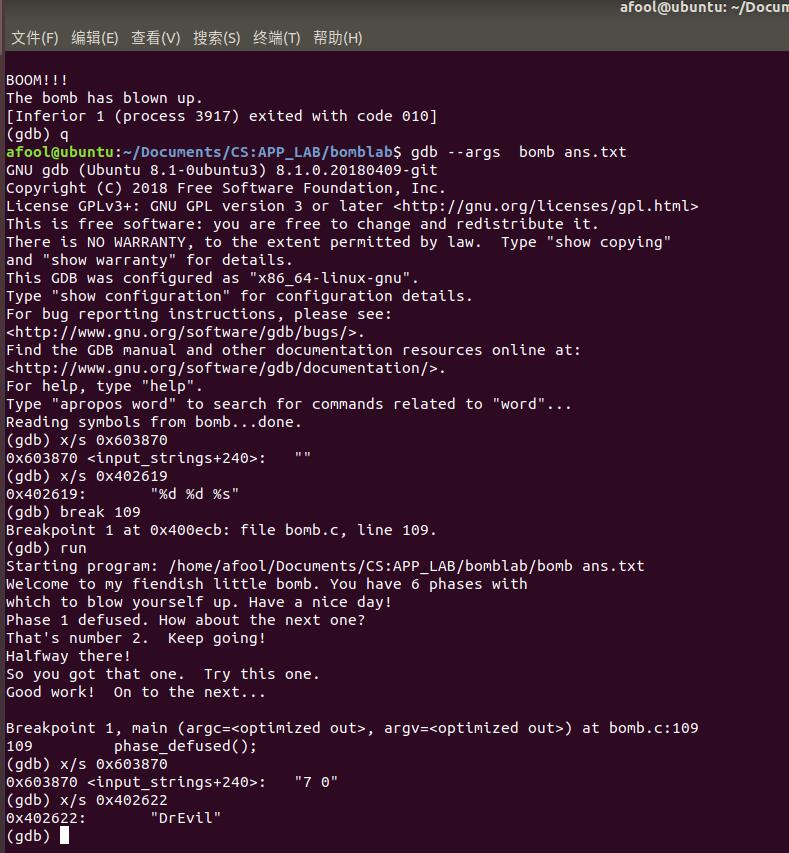 afool@ubuntu: ~/Docum
文件(F) 编辑(E) 查看(V) 搜索(S) 终端(T) 帮助(H)
BOOM!!!
The bomb has blown up.
[Inferior 1 (process 3917) exited with code 010]
(gdb) q
afool@ubuntu:~/Documents/CS:APP_LAB/bomblab$ gdb --args  bomb ans.txt
GNU gdb (Ubuntu 8.1-0ubuntu3) 8.1.0.20180409-git
Copyright (C) 2018 Free Software Foundation, Inc.
License GPLv3+: GNU GPL version 3 or later <http://gnu.org/licenses/gpl.html>
This is free software: you are free to change and redistribute it.
There is NO WARRANTY, to the extent permitted by law.  Type "show copying"
and "show warranty" for details.
This GDB was configured as "x86_64-linux-gnu".
Type "show configuration" for configuration details.
For bug reporting instructions, please see:
<http://www.gnu.org/software/gdb/bugs/>.
Find the GDB manual and other documentation resources online at:
<http://www.gnu.org/software/gdb/documentation/>.
For help, type "help".
Type "apropos word" to search for commands related to "word"...
Reading symbols from bomb...done.
(gdb) x/s 0x603870
0x603870 <input_strings+240>:   ""
(gdb) x/s 0x402619
0x402619:       "%d %d %s"
(gdb) break 109
Breakpoint 1 at 0x400ecb: file bomb.c, line 109.
(gdb) run
Starting program: /home/afool/Documents/CS:APP_LAB/bomblab/bomb ans.txt
Welcome to my fiendish little bomb. You have 6 phases with
which to blow yourself up. Have a nice day!
Phase 1 defused. How about the next one?
That's number 2.  Keep going!
Halfway there!
So you got that one.  Try this one.
Good work!  On to the next...
Breakpoint 1, main (argc=<optimized out>, argv=<optimized out>) at bomb.c:109
109         phase_defused();
(gdb) x/s 0x603870
0x603870 <input_strings+240>:   "7 0"
(gdb) x/s 0x402622
0x402622:       "DrEvil"
(gdb)